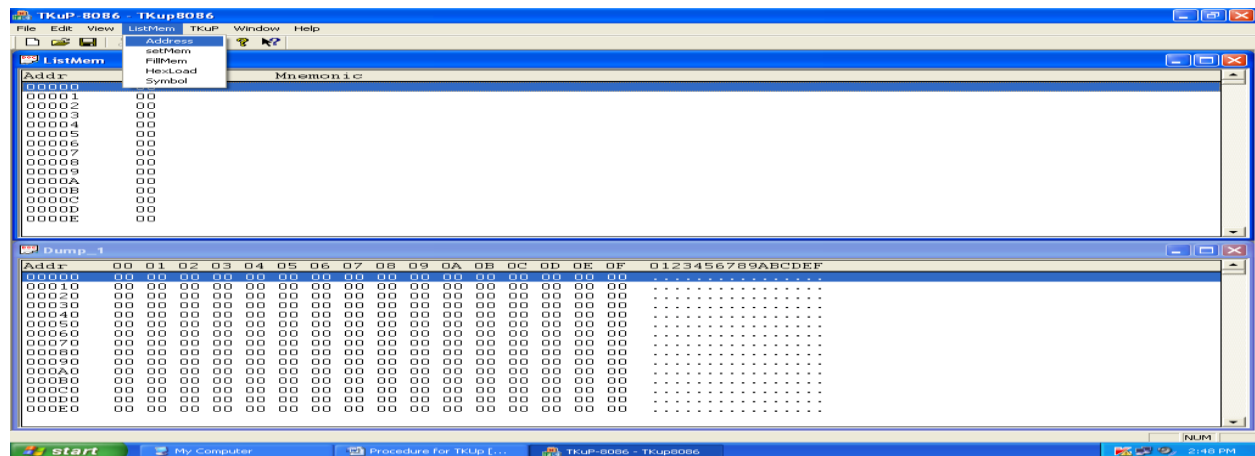 TKuP-8086 - TKup8086
File Edit View ListMem TKuP Window Help
Address
setMem
FillMem
HexLoad
Symbol
ListMem
Addr Mnemonic
00000 00
00001 00
00002 00
00003 00
00004 00
00005 00
00006 00
00007 00
00008 00
00009 00
0000A 00
0000B 00
0000C 00
0000D 00
0000E 00
Dump_1
Addr 00 01 02 03 04 05 06 07 08 09 0A 0B 0C 0D 0E 0F 0123456789ABCDEF
00000 00 00 00 00 00 00 00 00 00 00 00 00 00 00 00 00 ................
00010 00 00 00 00 00 00 00 00 00 00 00 00 00 00 00 00 ................
00020 00 00 00 00 00 00 00 00 00 00 00 00 00 00 00 00 ................
00030 00 00 00 00 00 00 00 00 00 00 00 00 00 00 00 00 ................
00040 00 00 00 00 00 00 00 00 00 00 00 00 00 00 00 00 ................
00050 00 00 00 00 00 00 00 00 00 00 00 00 00 00 00 00 ................
00060 00 00 00 00 00 00 00 00 00 00 00 00 00 00 00 00 ................
00070 00 00 00 00 00 00 00 00 00 00 00 00 00 00 00 00 ................
00080 00 00 00 00 00 00 00 00 00 00 00 00 00 00 00 00 ................
00090 00 00 00 00 00 00 00 00 00 00 00 00 00 00 00 00 ................
000A0 00 00 00 00 00 00 00 00 00 00 00 00 00 00 00 00 ................
000B0 00 00 00 00 00 00 00 00 00 00 00 00 00 00 00 00 ................
000C0 00 00 00 00 00 00 00 00 00 00 00 00 00 00 00 00 ................
000D0 00 00 00 00 00 00 00 00 00 00 00 00 00 00 00 00 ................
000E0 00 00 00 00 00 00 00 00 00 00 00 00 00 00 00 00 ................
NUM
start My Computer Procedure for TKUp [... TKuP-8086 - TKup8086 2:48 PM